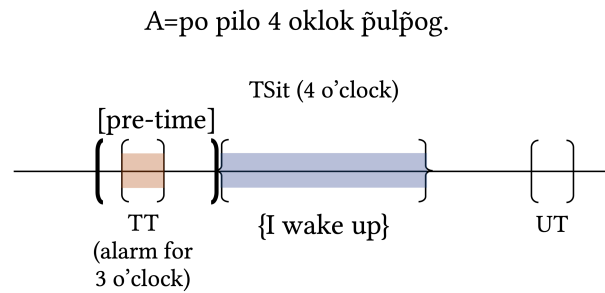 A=po pilo 4 oklok p̃ulp̃og.
TSit (4 o’clock)
[pre-time]
TT
(alarm for
3 o’clock)
{I wake up}
UT